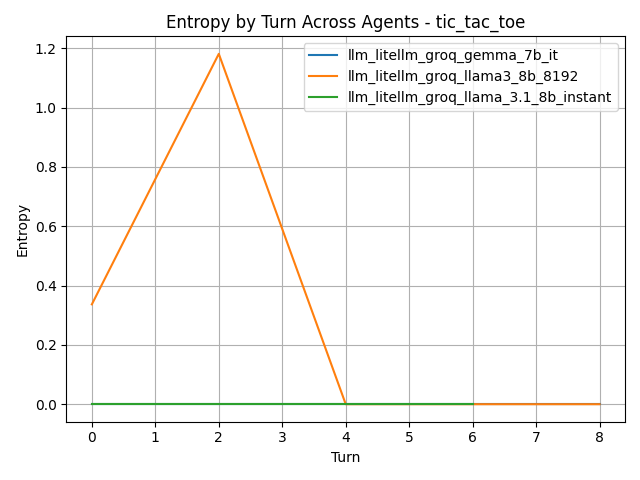 Entropy by Turn Across Agents - tic_tac_toe
llm_litellm_groq_gemma_7b_it
llm_litellm_groq_llama3_8b_8192
llm_litellm_groq_llama_3.1_8b_instant
Entropy
1.2
1.0
0.8
0.6
0.4
0.2
0.0
0 1 2 3 4 5 6 7 8
Turn